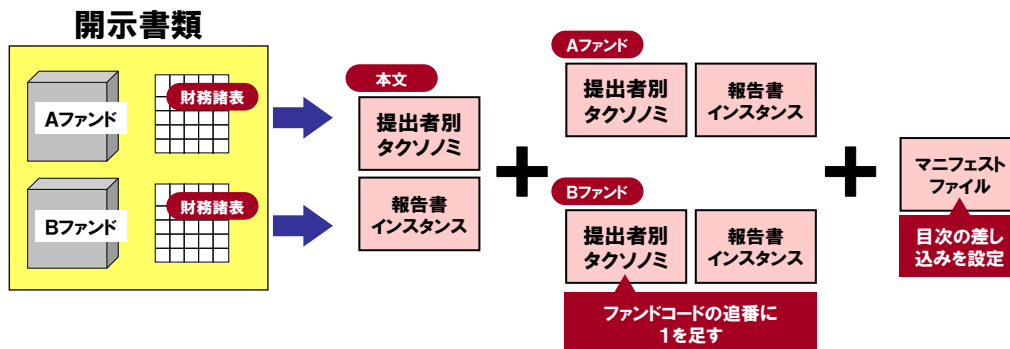 開示書類
Aファンド
財務諸表
Bファンド
財務諸表
本文
提出者別
タクソノミ
報告書
インスタンス
Aファンド
提出者別
タクソノミ
報告書
インスタンス
Bファンド
提出者別
タクソノミ
報告書
インスタンス
ファンドコードの追番に
1を足す
マニフェスト
ファイル
目次の差し
込みを設定